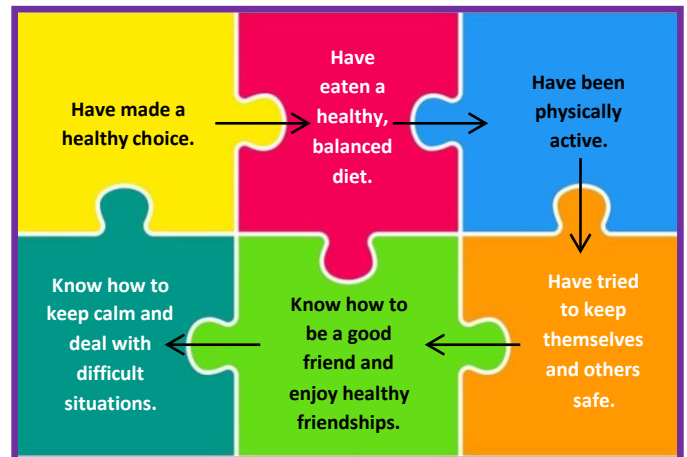 Have made a
healthy choice.
Have
eaten a
healthy,
balanced
diet.
Have been
physically
active.
Have tried
to keep
themselves
and others
safe.
Know how to
be a good
friend and
enjoy healthy
friendships.
Know how to
keep calm and
deal with
difficult
situations.